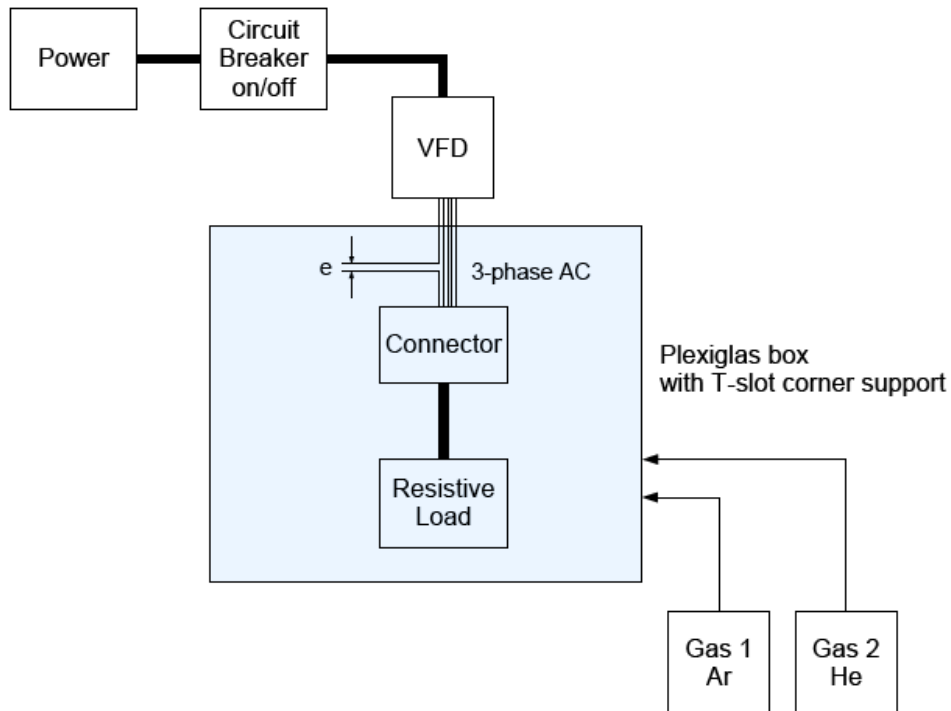 Power
Circuit
Breaker
on/off
VFD
e
3-phase AC
Connector
Plexiglas box
with T-slot corner support
Resistive
Load
Gas 1
Ar
Gas 2
He